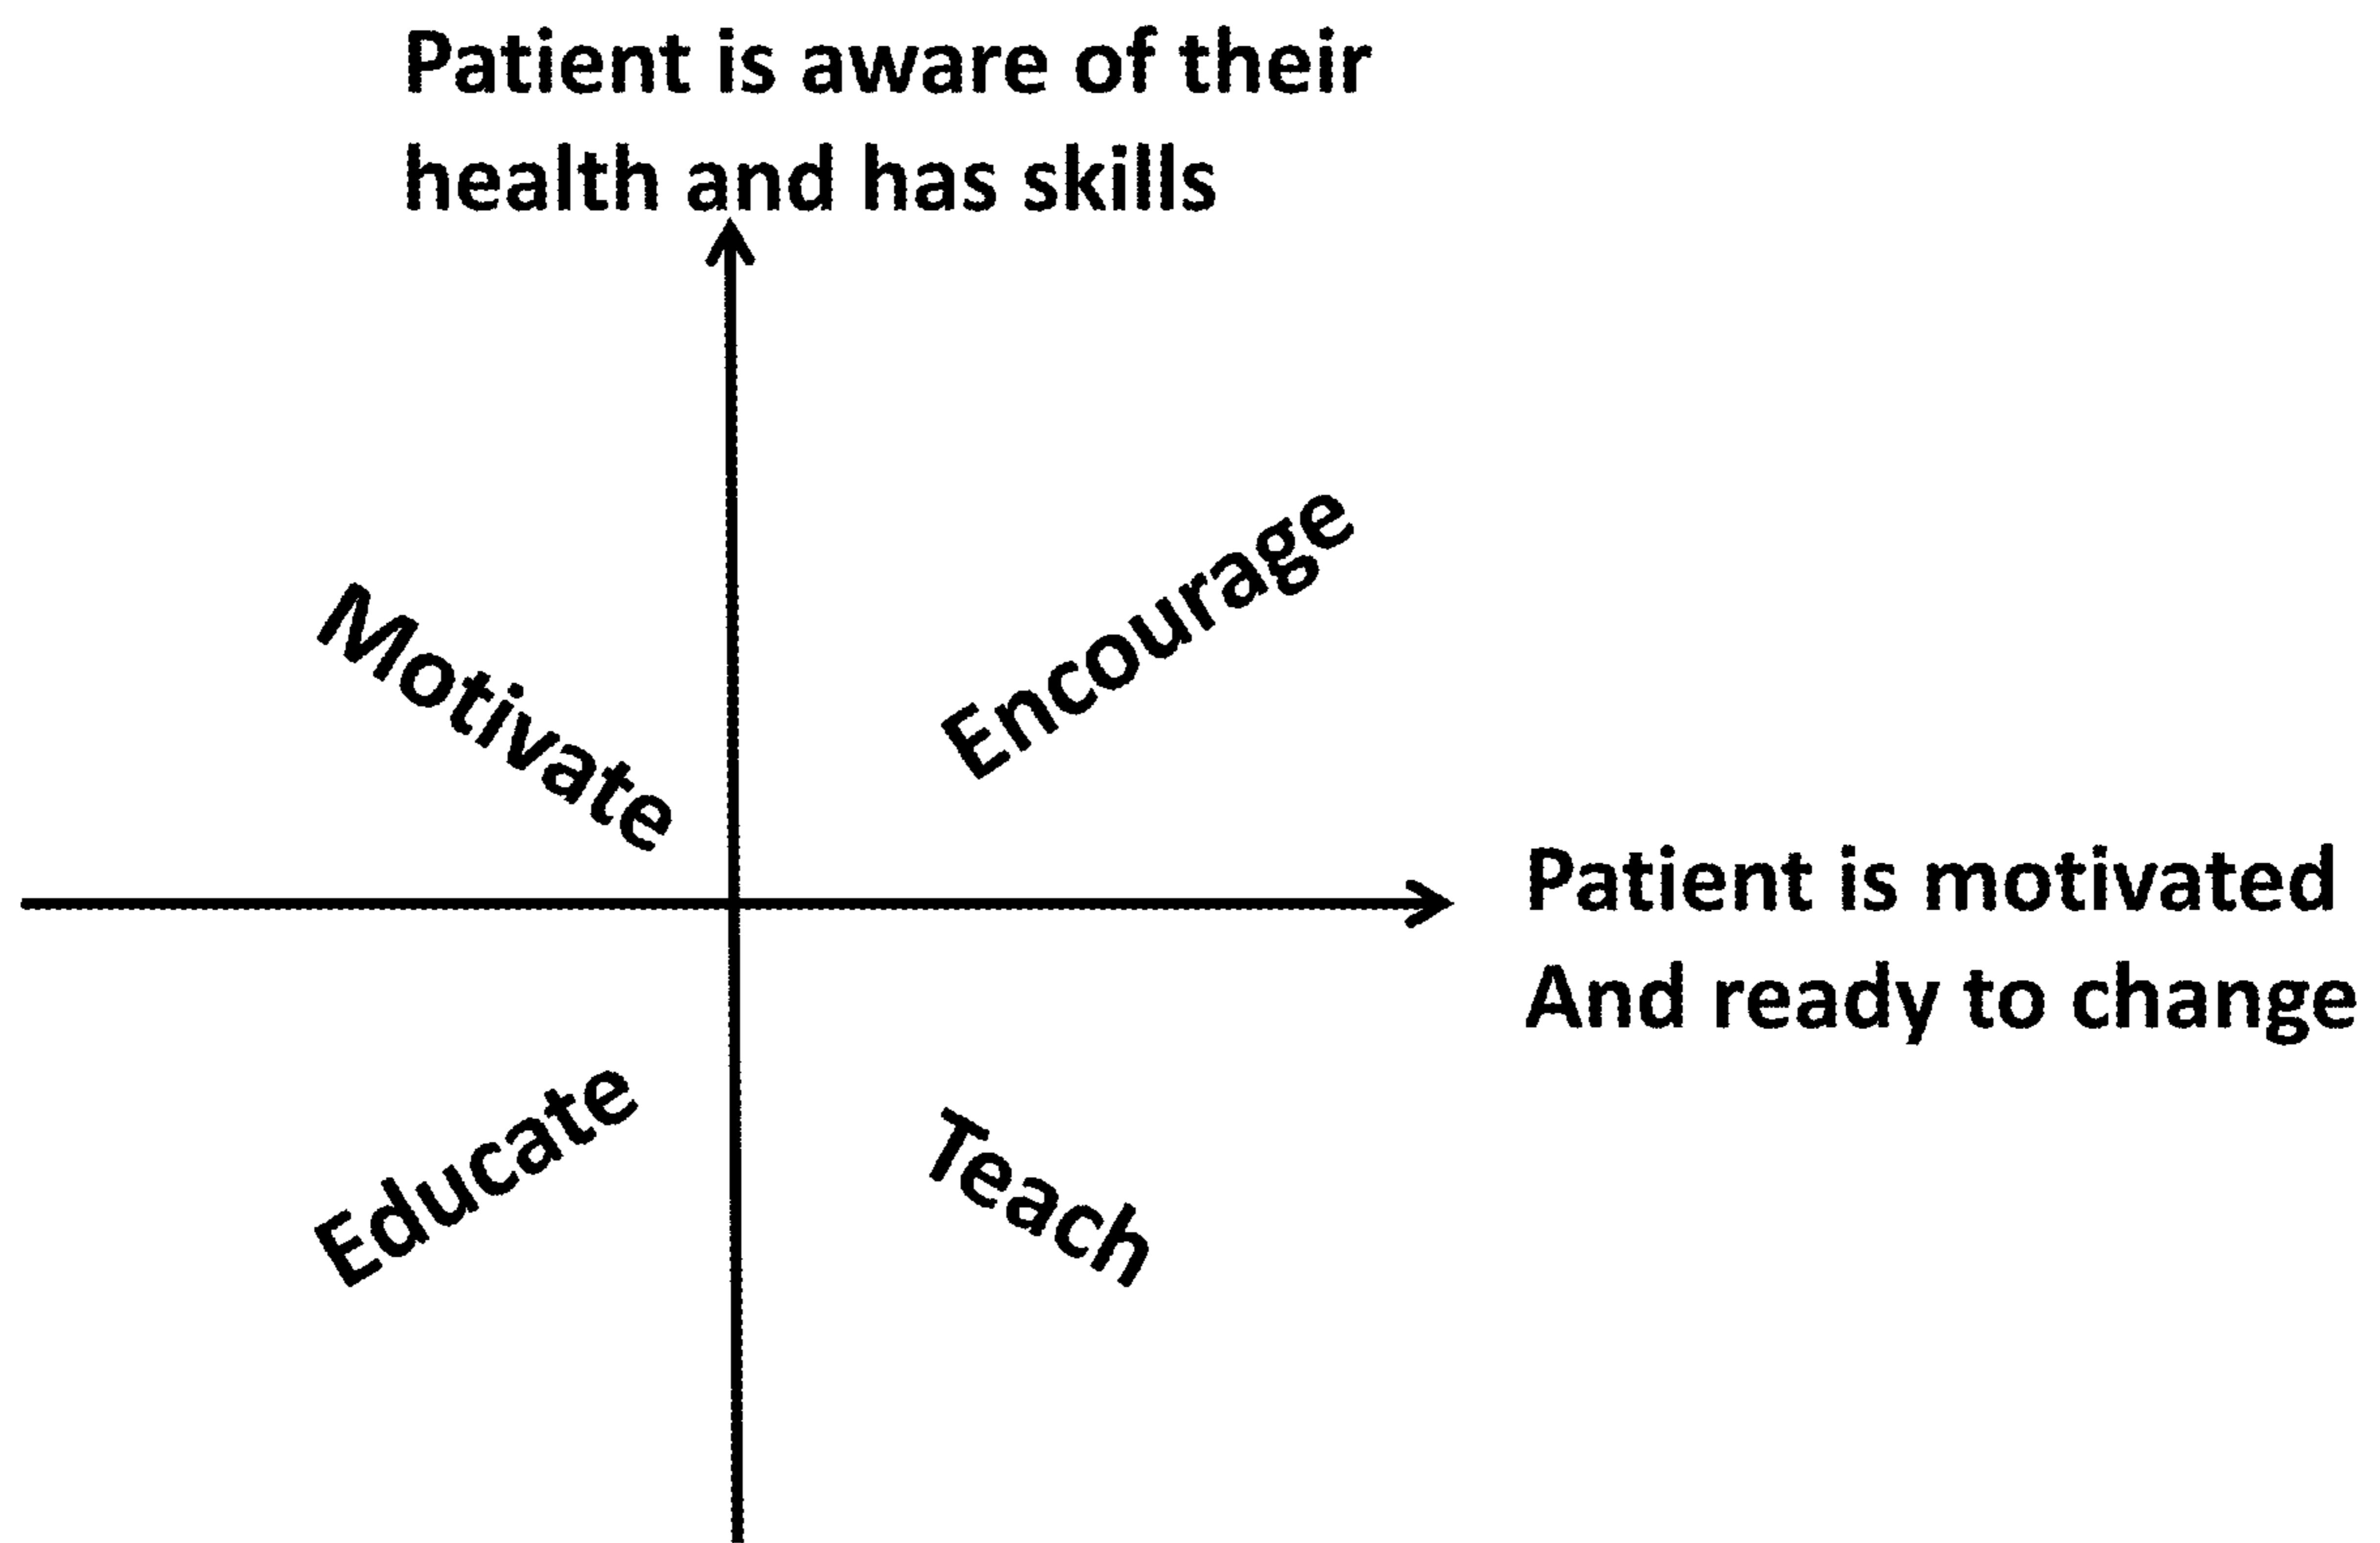 Patient is aware of their
health and has skills
Motivate
Encourage
Patient is motivated
And ready to change
Educate
Teach